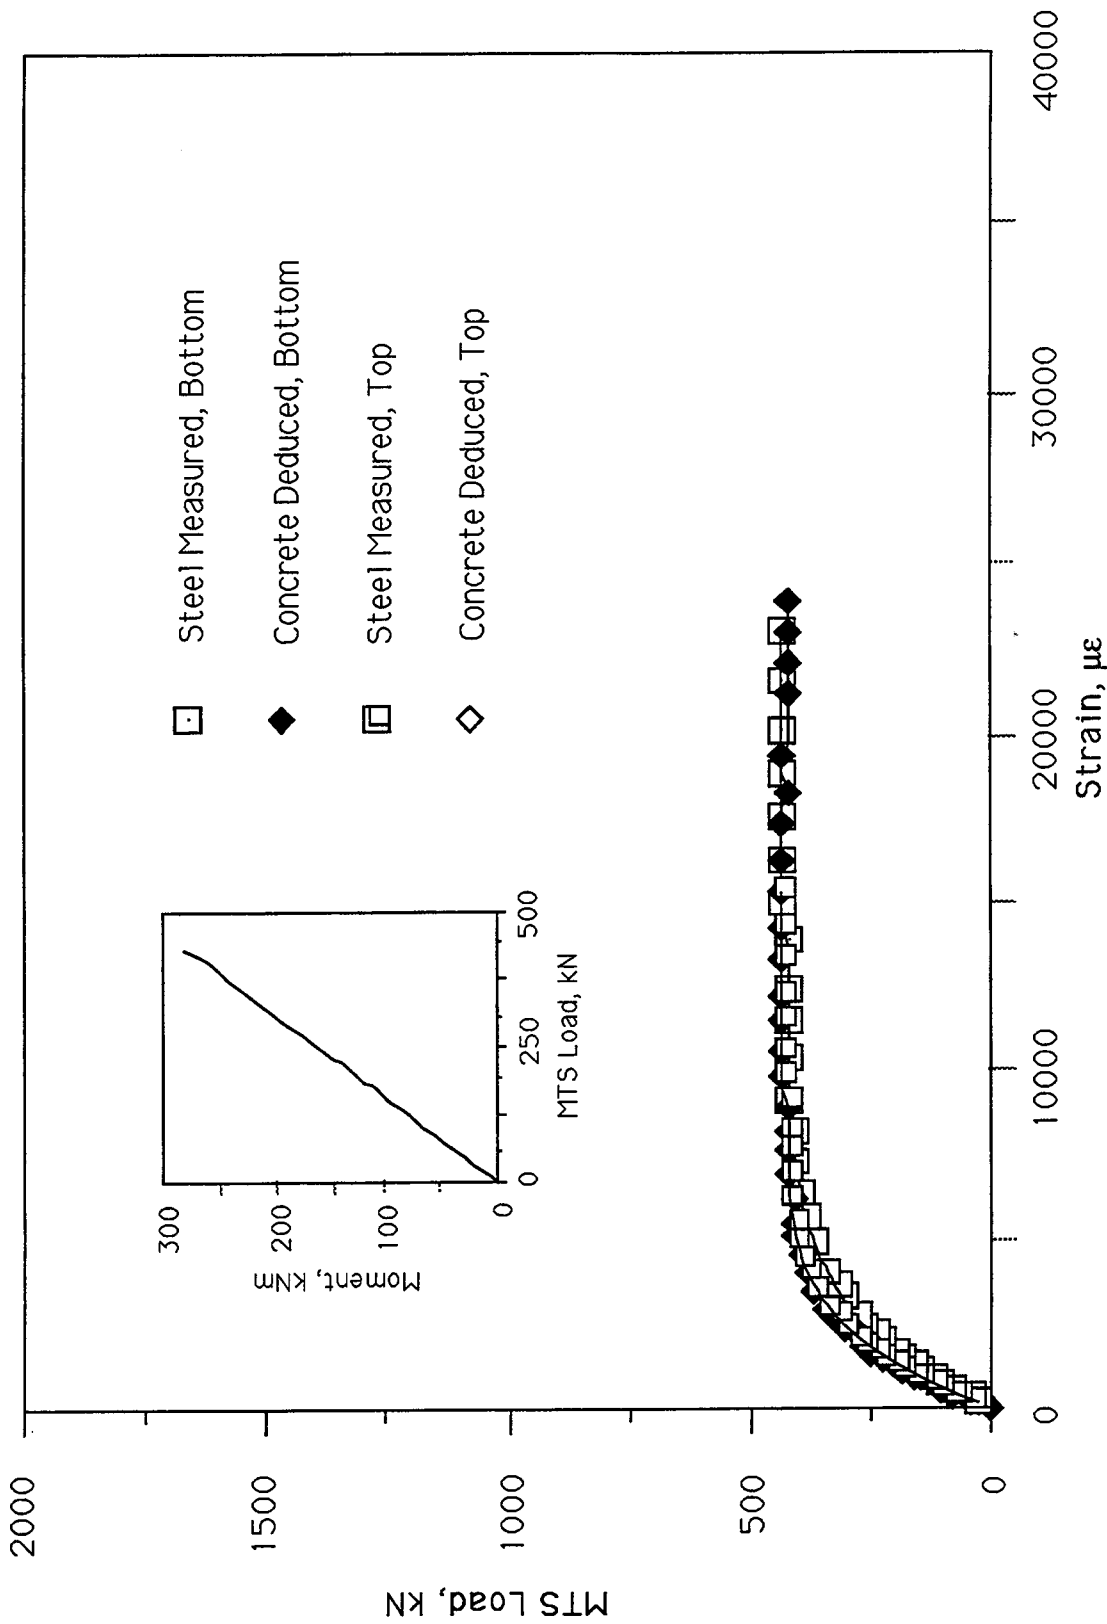 2000
1500
1000
500
0
MTS Load, kN
0
10000
20000
30000
40000
Strain, με
Steel Measured, Bottom
Concrete Deduced, Bottom
Steel Measured, Top
Concrete Deduced, Top
300
200
100
0
Moment, kNm
0
250
500
MTS Load, kN